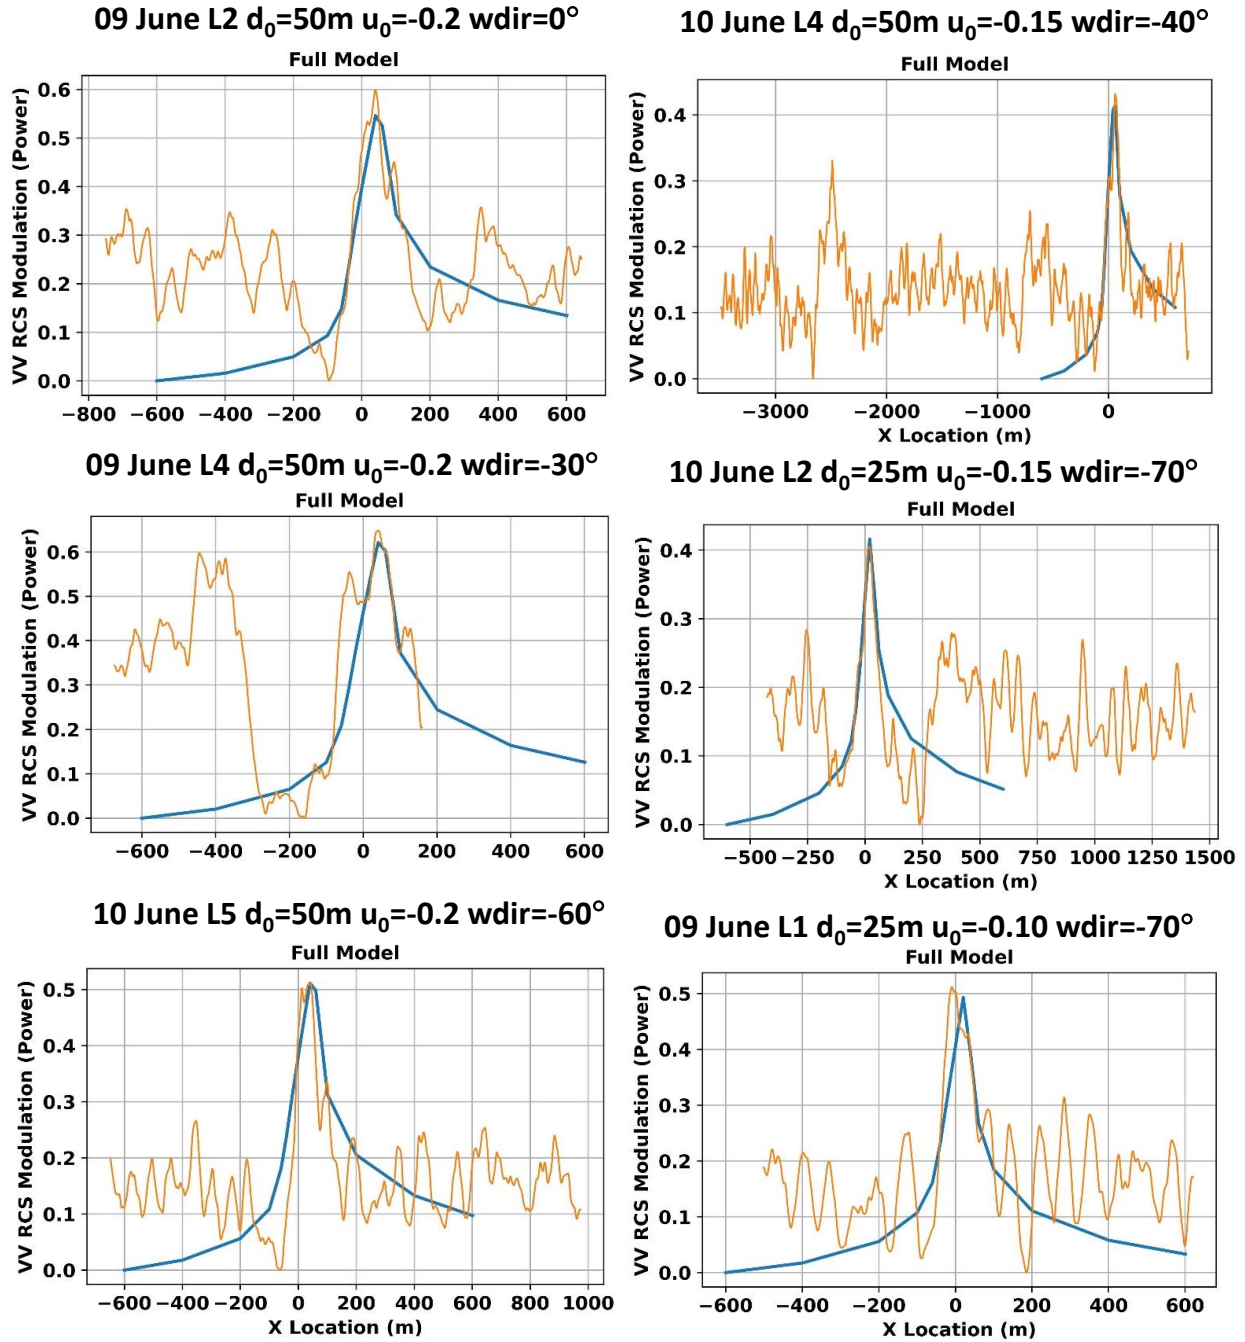 09 June L2 d₀=50m u₀=-0.2 wdir=0°
Full Model
VV RCS Modulation (Power)
0.6
0.5
0.4
0.3
0.2
0.1
0.0
−800 −600 −400 −200 0 200 400 600
10 June L4 d₀=50m u₀=-0.15 wdir=-40°
Full Model
VV RCS Modulation (Power)
0.4
0.3
0.2
0.1
0.0
−3000 −2000 −1000 0
X Location (m)
09 June L4 d₀=50m u₀=-0.2 wdir=-30°
Full Model
VV RCS Modulation (Power)
0.6
0.5
0.4
0.3
0.2
0.1
0.0
−600 −400 −200 0 200 400 600
10 June L2 d₀=25m u₀=-0.15 wdir=-70°
Full Model
VV RCS Modulation (Power)
0.4
0.3
0.2
0.1
0.0
−500 −250 0 250 500 750 1000 1250 1500
X Location (m)
10 June L5 d₀=50m u₀=-0.2 wdir=-60°
Full Model
VV RCS Modulation (Power)
0.5
0.4
0.3
0.2
0.1
0.0
−600 −400 −200 0 200 400 600 800 1000
X Location (m)
09 June L1 d₀=25m u₀=-0.10 wdir=-70°
Full Model
VV RCS Modulation (Power)
0.5
0.4
0.3
0.2
0.1
0.0
−600 −400 −200 0 200 400 600
X Location (m)